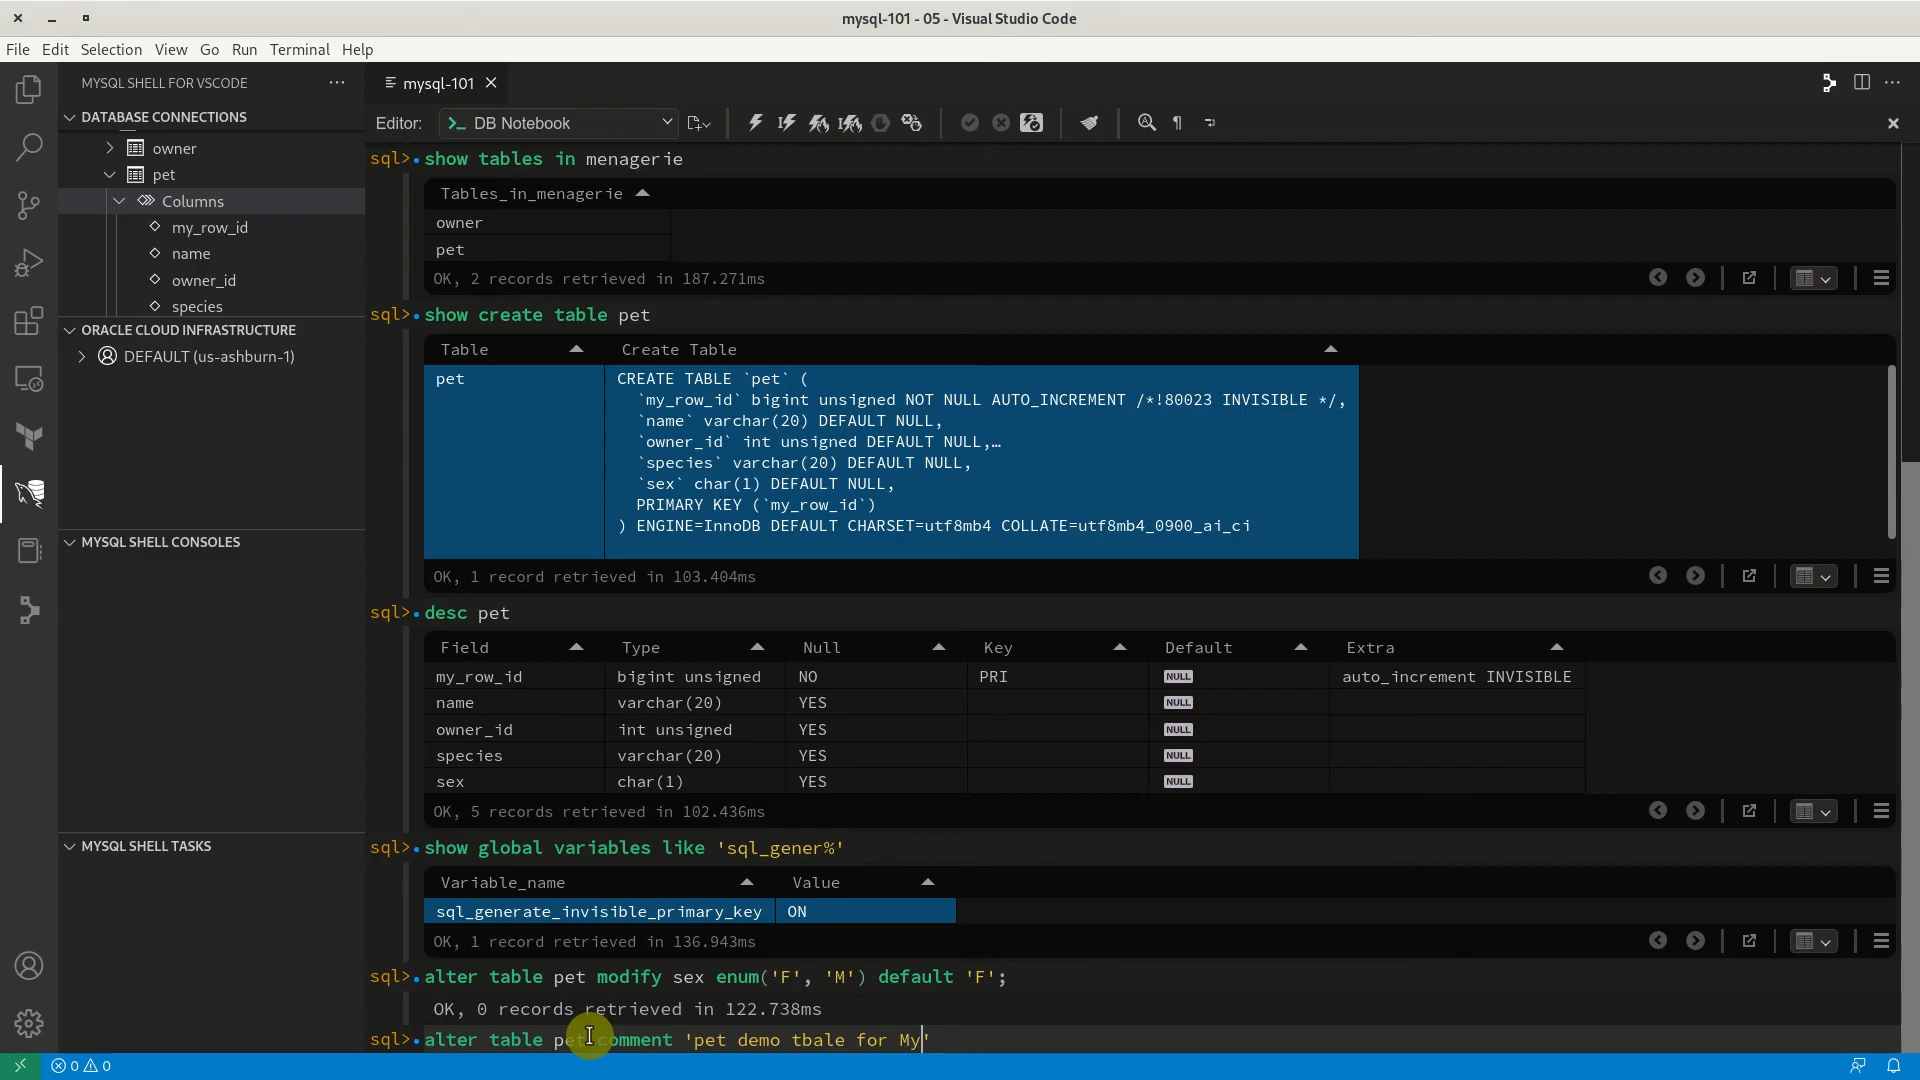 mysql-101 - 05 - Visual Studio Code
File Edit Selection View Go Run Terminal Help
MYSQL SHELL FOR VSCODE
mysql-101
DATABASE CONNECTIONS
Editor: DB Notebook
owner
pet
Columns
my_row_id
name
owner_id
species
ORACLE CLOUD INFRASTRUCTURE
DEFAULT (us-ashburn-1)
MYSQL SHELL CONSOLES
MYSQL SHELL TASKS
sql> show tables in menagerie
Tables_in_menagerie
owner
pet
OK, 2 records retrieved in 187.271ms
sql> show create table pet
Table Create Table
pet CREATE TABLE `pet` (
`my_row_id` bigint unsigned NOT NULL AUTO_INCREMENT /*!80023 INVISIBLE */,
`name` varchar(20) DEFAULT NULL,
`owner_id` int unsigned DEFAULT NULL,…
`species` varchar(20) DEFAULT NULL,
`sex` char(1) DEFAULT NULL,
PRIMARY KEY (`my_row_id`)
) ENGINE=InnoDB DEFAULT CHARSET=utf8mb4 COLLATE=utf8mb4_0900_ai_ci
OK, 1 record retrieved in 103.404ms
sql> desc pet
Field Type Null Key Default Extra
my_row_id bigint unsigned NO PRI NULL auto_increment INVISIBLE
name varchar(20) YES NULL
owner_id int unsigned YES NULL
species varchar(20) YES NULL
sex char(1) YES NULL
OK, 5 records retrieved in 102.436ms
sql> show global variables like 'sql_gener%'
Variable_name Value
sql_generate_invisible_primary_key ON
OK, 1 record retrieved in 136.943ms
sql> alter table pet modify sex enum('F', 'M') default 'F';
OK, 0 records retrieved in 122.738ms
sql> alter table pet comment 'pet demo tbale for My'
0 0